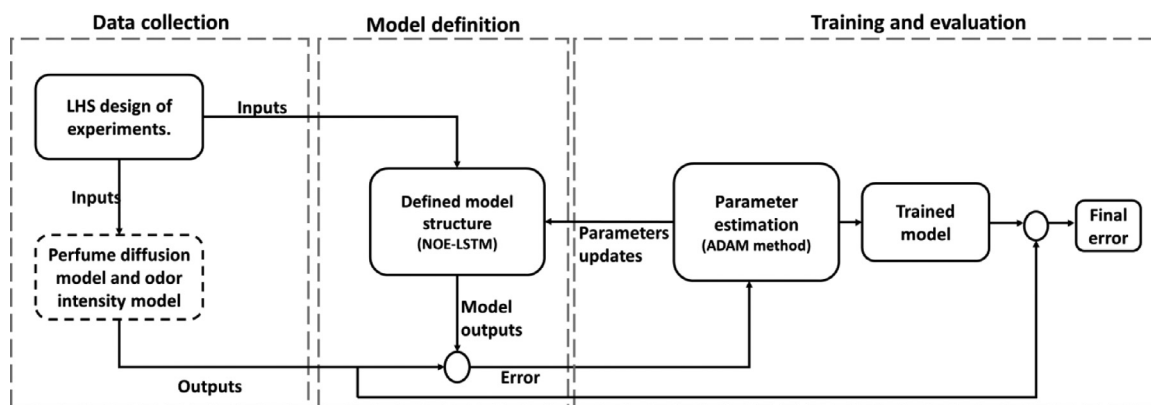 Data collection
Model definition
Training and evaluation
LHS design of
experiments.
Inputs
Inputs
Perfume diffusion
model and odor
intensity model
Outputs
Defined model
structure
(NOE-LSTM)
Model
outputs
Error
Parameters
updates
Parameter
estimation
(ADAM method)
Trained
model
Final
error